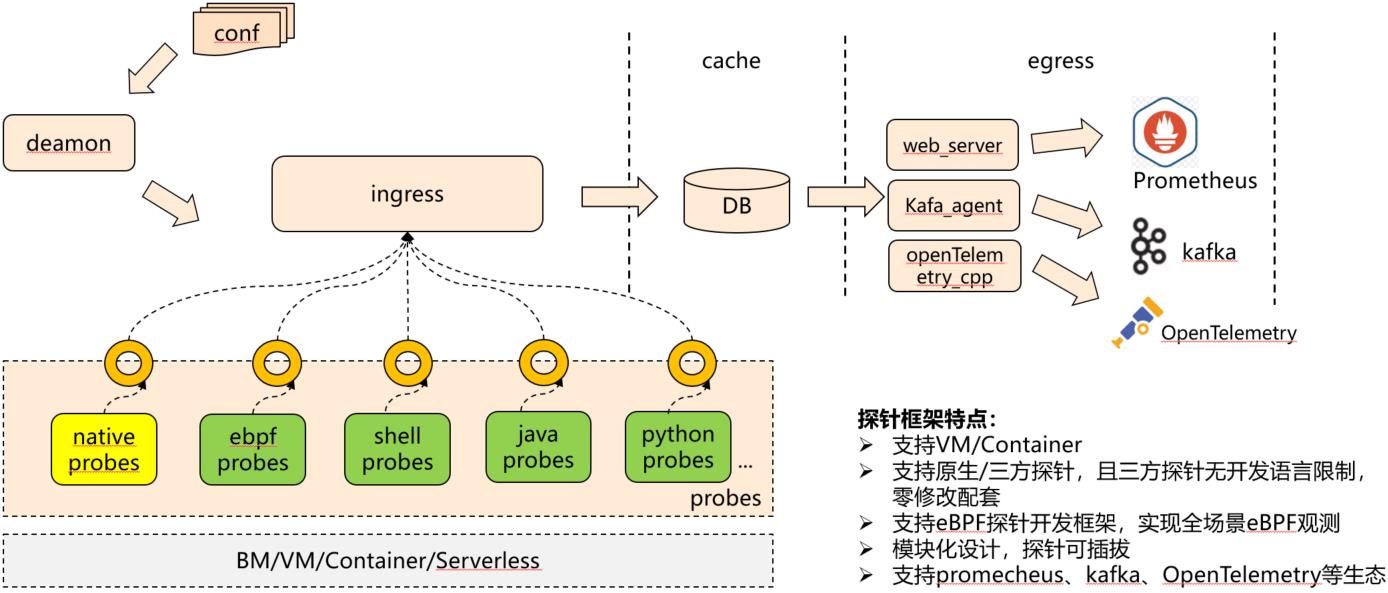 conf
cache
egress
deamon
web_server
ingress
Prometheus
DB
Kafa_agent
kafka
openTelem
etry_cpp
OpenTelemetry
native
probes
ebpf
probes
shell
probes
java
probes
python
probes
...
probes
BM/VM/Container/Serverless
探针框架特点：
➢ 支持VM/Container
➢ 支持原生/三方探针，且三方探针无开发语言限制，
零修改配套
➢ 支持eBPF探针开发框架，实现全场景eBPF观测
➢ 模块化设计，探针可插拔
➢ 支持promecheus、kafka、OpenTelemetry等生态